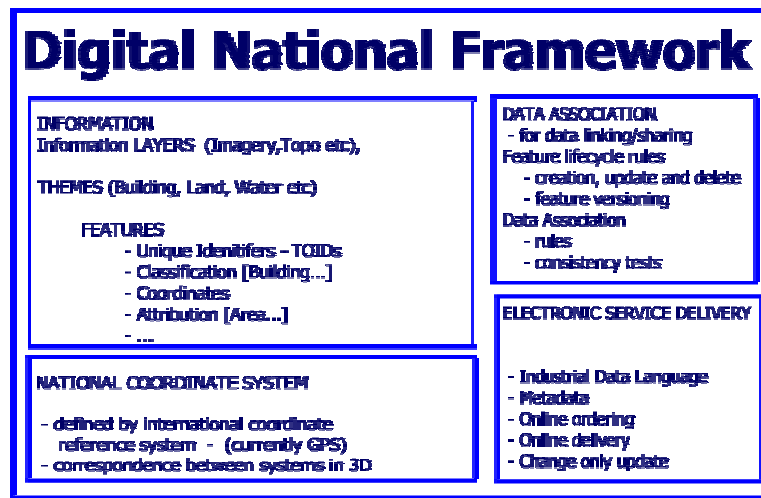 Digital National Framework
INFORMATION
Information LAYERS (Imagery,Topo etc),
THEMES (Building, Land, Water etc)
FEATURES
- Unique Idenitifers – TOIDs
- Classification [Building...]
- Coordinates
- Attribution [Area...]
- ...
NATIONAL COORDINATE SYSTEM
- defined by international coordinate
reference system - (currently GPS)
- correspondence between systems in 3D
DATA ASSOCIATION
- for data linking/sharing
Feature lifecycle rules
- creation, update and delete
- feature versioning
Data Association
- rules
- consistency tests
ELECTRONIC SERVICE DELIVERY
- Industrial Data Language
- Metadata
- Online ordering
- Online delivery
- Change only update